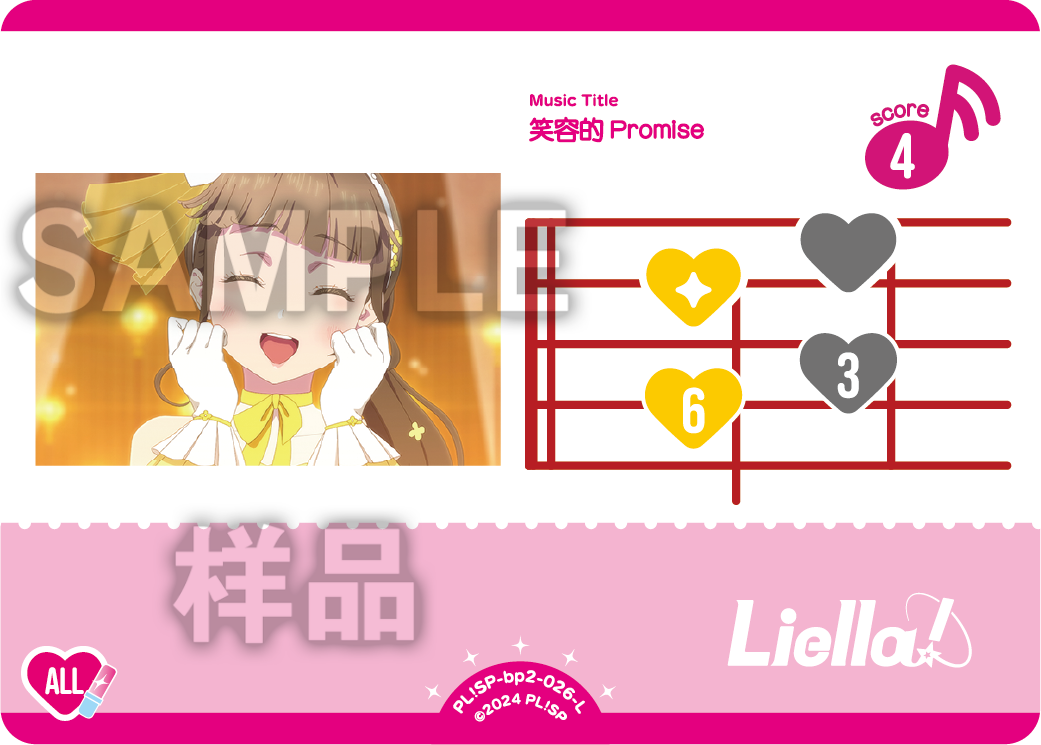 Music Title
笑容的 Promise
score
4
SAMPLE
6
3
样品
Liella!
ALL
PL!SP-bp2-026-L
©2024 PL!SP